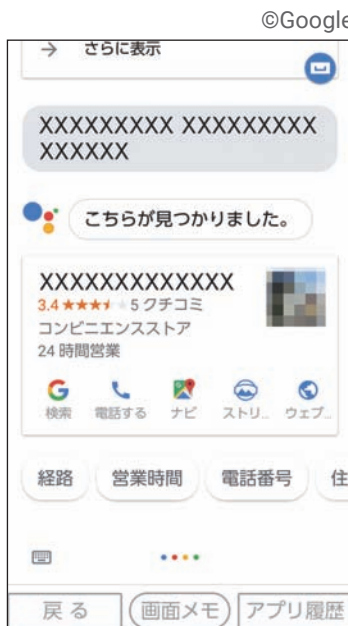 ©Google
→ さらに表示
XXXXXXXXX XXXXXXXXX
XXXXXX
こちらが見つかりました。
XXXXXXXXXXXXX
3.4 ★★★★ 5 クチコミ
コンビニエンスストア
24 時間営業
検索 電話する ナビ ストリ... ウェブ...
経路 営業時間 電話番号 住
戻る 画面メモ アプリ履歴